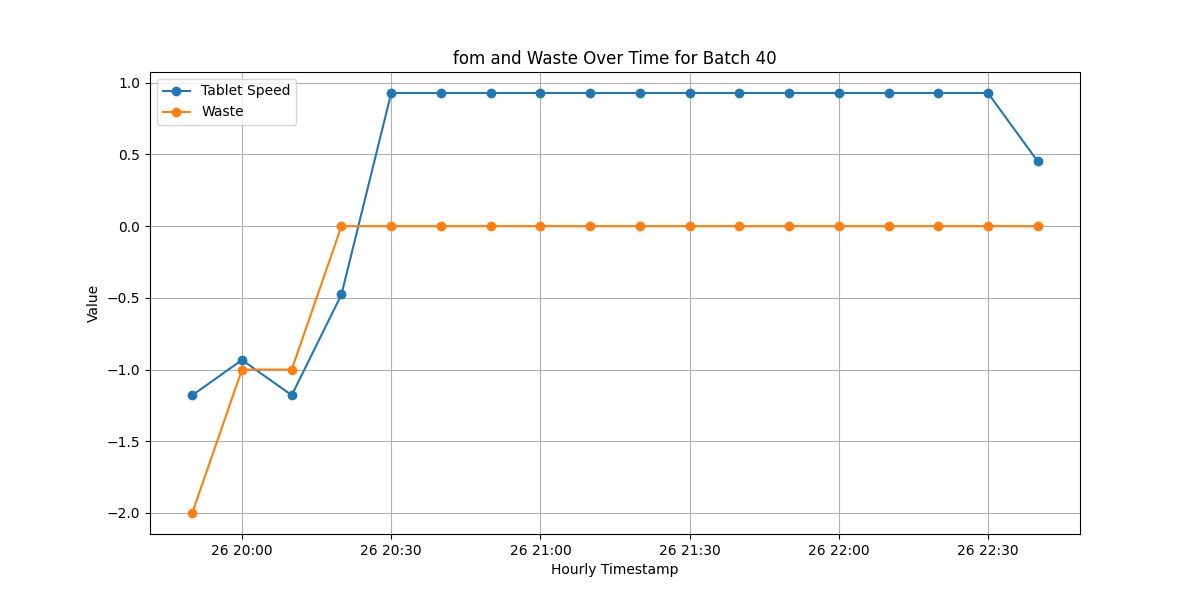 fom and Waste Over Time for Batch 40
Tablet Speed
Waste
1.0
0.5
0.0
−0.5
−1.0
−1.5
−2.0
Value
26 20:00 26 20:30 26 21:00 26 21:30 26 22:00 26 22:30
Hourly Timestamp